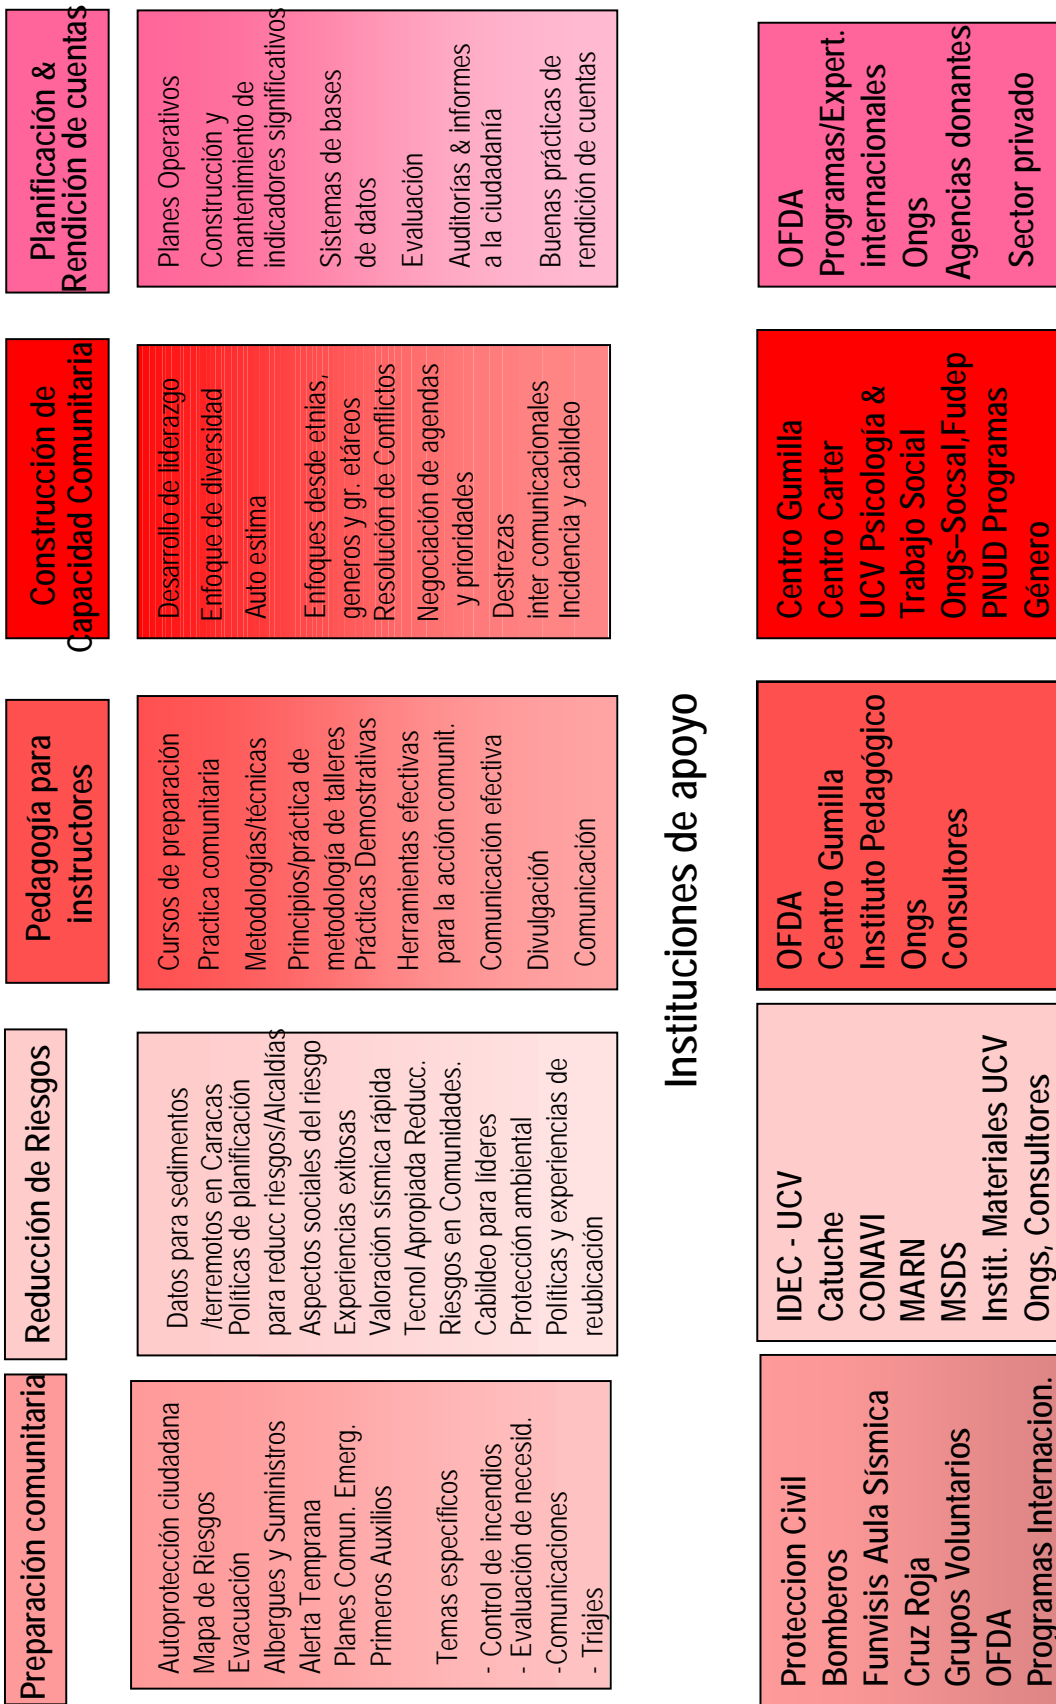 Preparación comunitaria
Reducción de Riesgos
Pedagogía para
instructores
Construcción de
Capacidad Comunitaria
Planificación &
Rendición de cuentas
Autoprotección ciudadana
Mapa de Riesgos
Evacuación
Albergues y Suministros
Alerta Temprana
Planes Comun. Emerg.
Primeros Auxilios
Temas específicos
- Control de incendios
- Evaluación de necesid.
-Comunicaciones
- Triajes
Datos para sedimentos
/terremotos en Caracas
Políticas de planificación
para reducc riesgos/Alcaldías
Aspectos sociales del riesgo
Experiencias exitosas
Valoración sísmica rápida
Tecnol Apropiada Reducc.
Riesgos en Comunidades.
Cabildeo para líderes
Protección ambiental
Políticas y experiencias de
reubicación
Cursos de preparación
Practica comunitaria
Metodologías/técnicas
Principios/práctica de
metodología de talleres
Prácticas Demostrativas
Herramientas efectivas
para la acción comunit.
Comunicación efectiva
Divulgación
Comunicación
Desarrollo de liderazgo
Enfoque de diversidad
Auto estima
Enfoques desde etnias,
generos y gr. etáreos
Resolución de Conflictos
Negociación de agendas
y prioridades
Destrezas
inter comunicacionales
Incidencia y cabildeo
Planes Operativos
Construcción y
mantenimiento de
indicadores significativos
Sistemas de bases
de datos
Evaluación
Auditorías & informes
a la ciudadanía
Buenas prácticas de
rendición de cuentas
Instituciones de apoyo
Proteccion Civil
Bomberos
Funvisis Aula Sísmica
Cruz Roja
Grupos Voluntarios
OFDA
Programas Internacion.
IDEC - UCV
Catuche
CONAVI
MARN
MSDS
Instit. Materiales UCV
Ongs, Consultores
OFDA
Centro Gumilla
Instituto Pedagógico
Ongs
Consultores
Centro Gumilla
Centro Carter
UCV Psicología &
Trabajo Social
Ongs–Socsal,Fudep
PNUD Programas
Género
OFDA
Programas/Expert.
internacionales
Ongs
Agencias donantes
Sector privado